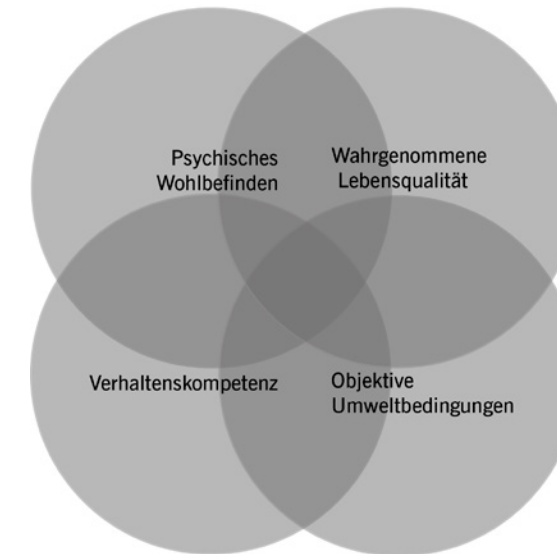 Psychisches
Wohlbefinden
Wahrgenommene
Lebensqualität
Verhaltenskompetenz
Objektive
Umweltbedingungen